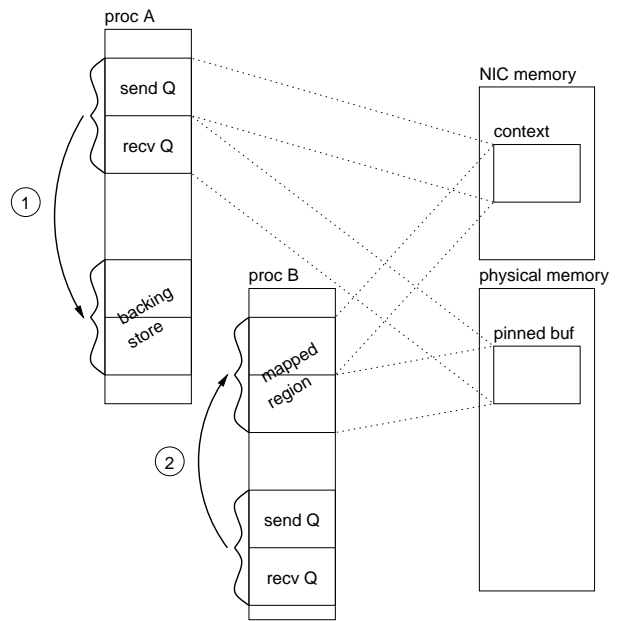 proc A
send Q
recv Q
1
backing
store
NIC memory
context
proc B
mapped
region
physical memory
pinned buf
2
send Q
recv Q